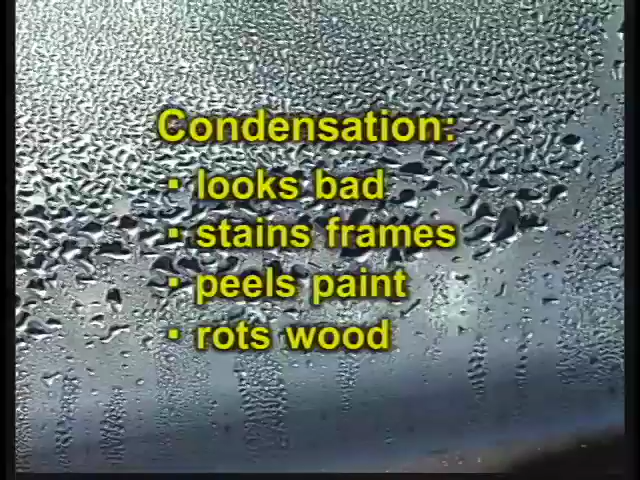 Condensation:
▪ looks bad
▪ stains frames
▪ peels paint
▪ rots wood